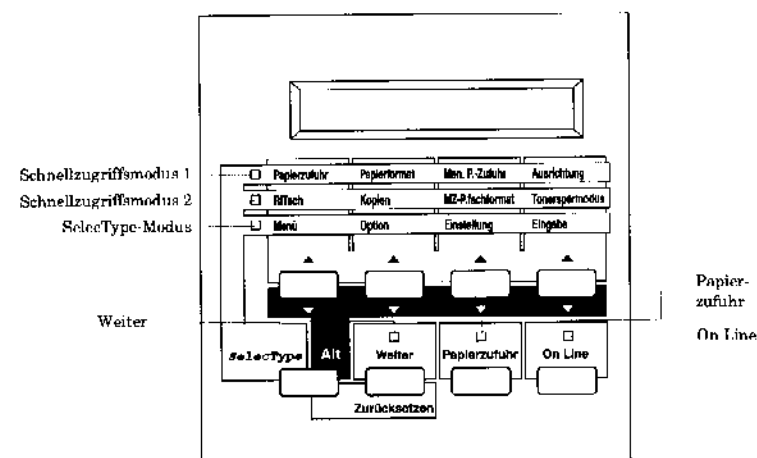 Schnellzugriffsmodus 1
Papierzufuhr Papierformat Man. P.-Zufuhr Ausrichtung
Schnellzugriffsmodus 2
RITech Kopien MZ-P.fachformat Tonersparmodus
SelecType-Modus
Menü Option Einstellung Eingabe
Papier-
zufuhr
Weiter
On Line
SelecType Alt Weiter Papierzufuhr On Line
Zurücksetzen